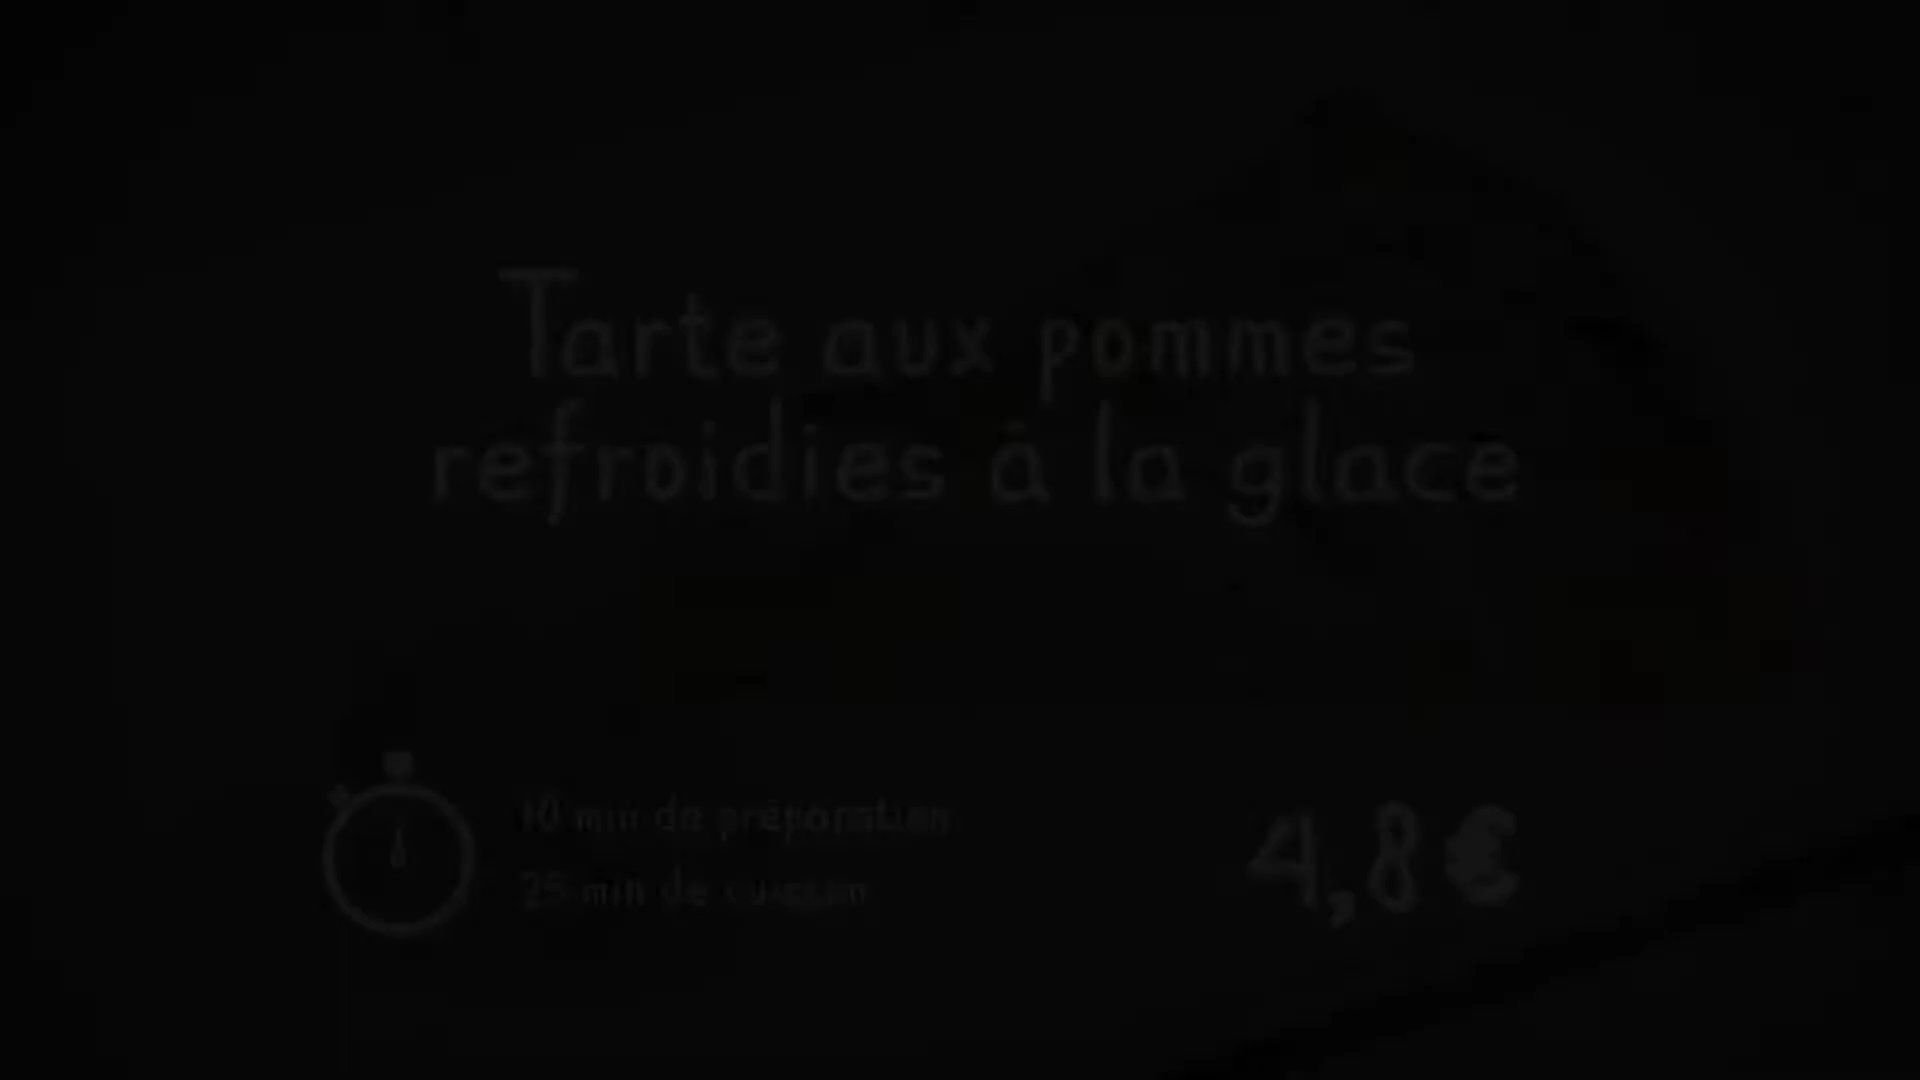 Tarte aux pommes
refroidies à la glace
10 min de préparation
25 min de cuisson
4,8 €